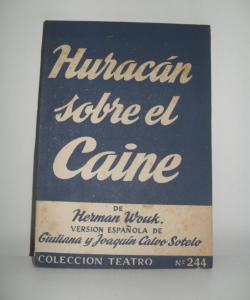 Huracán
sobre el
Caine
DE
Herman Wouk.
VERSION ESPAÑOLA DE
Giuliana y Joaquín Calvo Sotelo
COLECCION TEATRO Nº 244